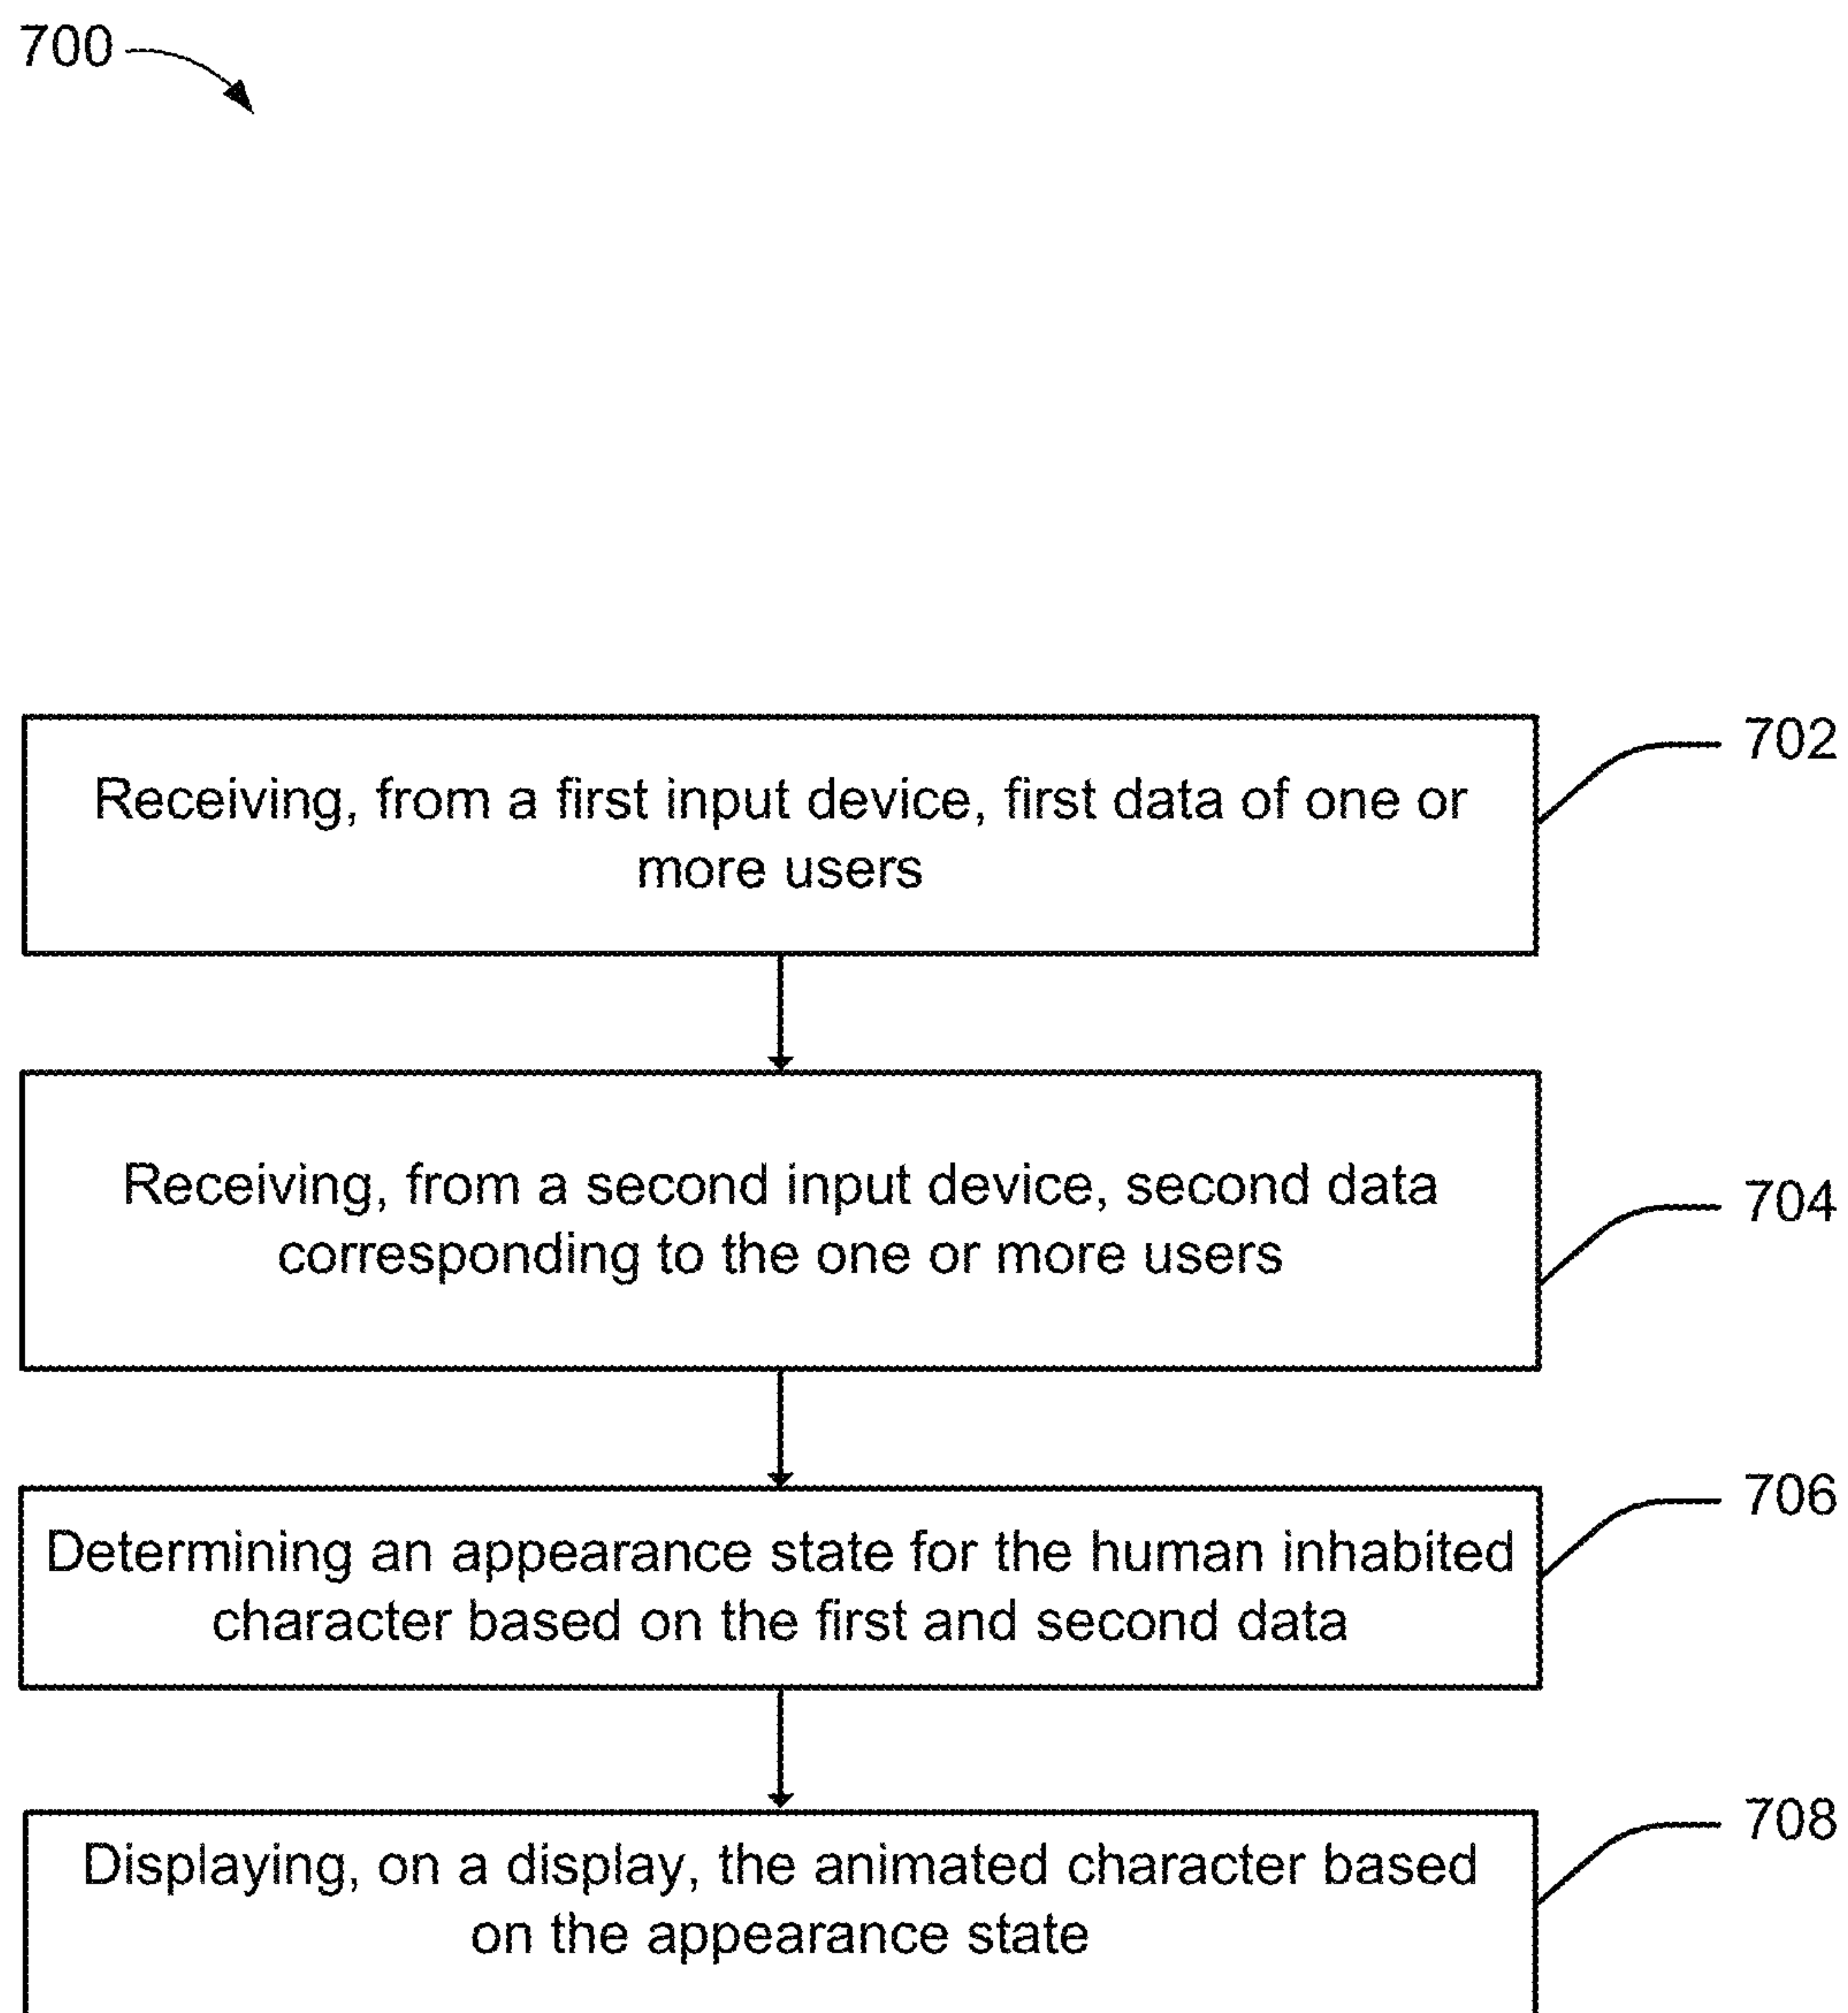 700
Receiving, from a first input device, first data of one or
more users
702
Receiving, from a second input device, second data
corresponding to the one or more users
704
Determining an appearance state for the human inhabited
character based on the first and second data
706
Displaying, on a display, the animated character based
on the appearance state
708